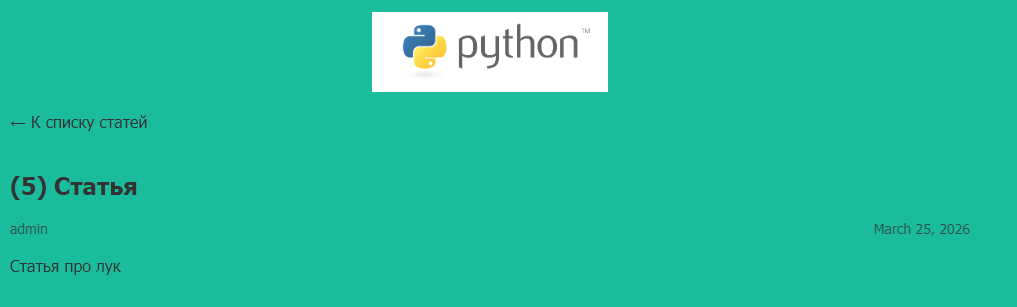 python™
← К списку статей
(5) Статья
admin March 25, 2026
Статья про лук